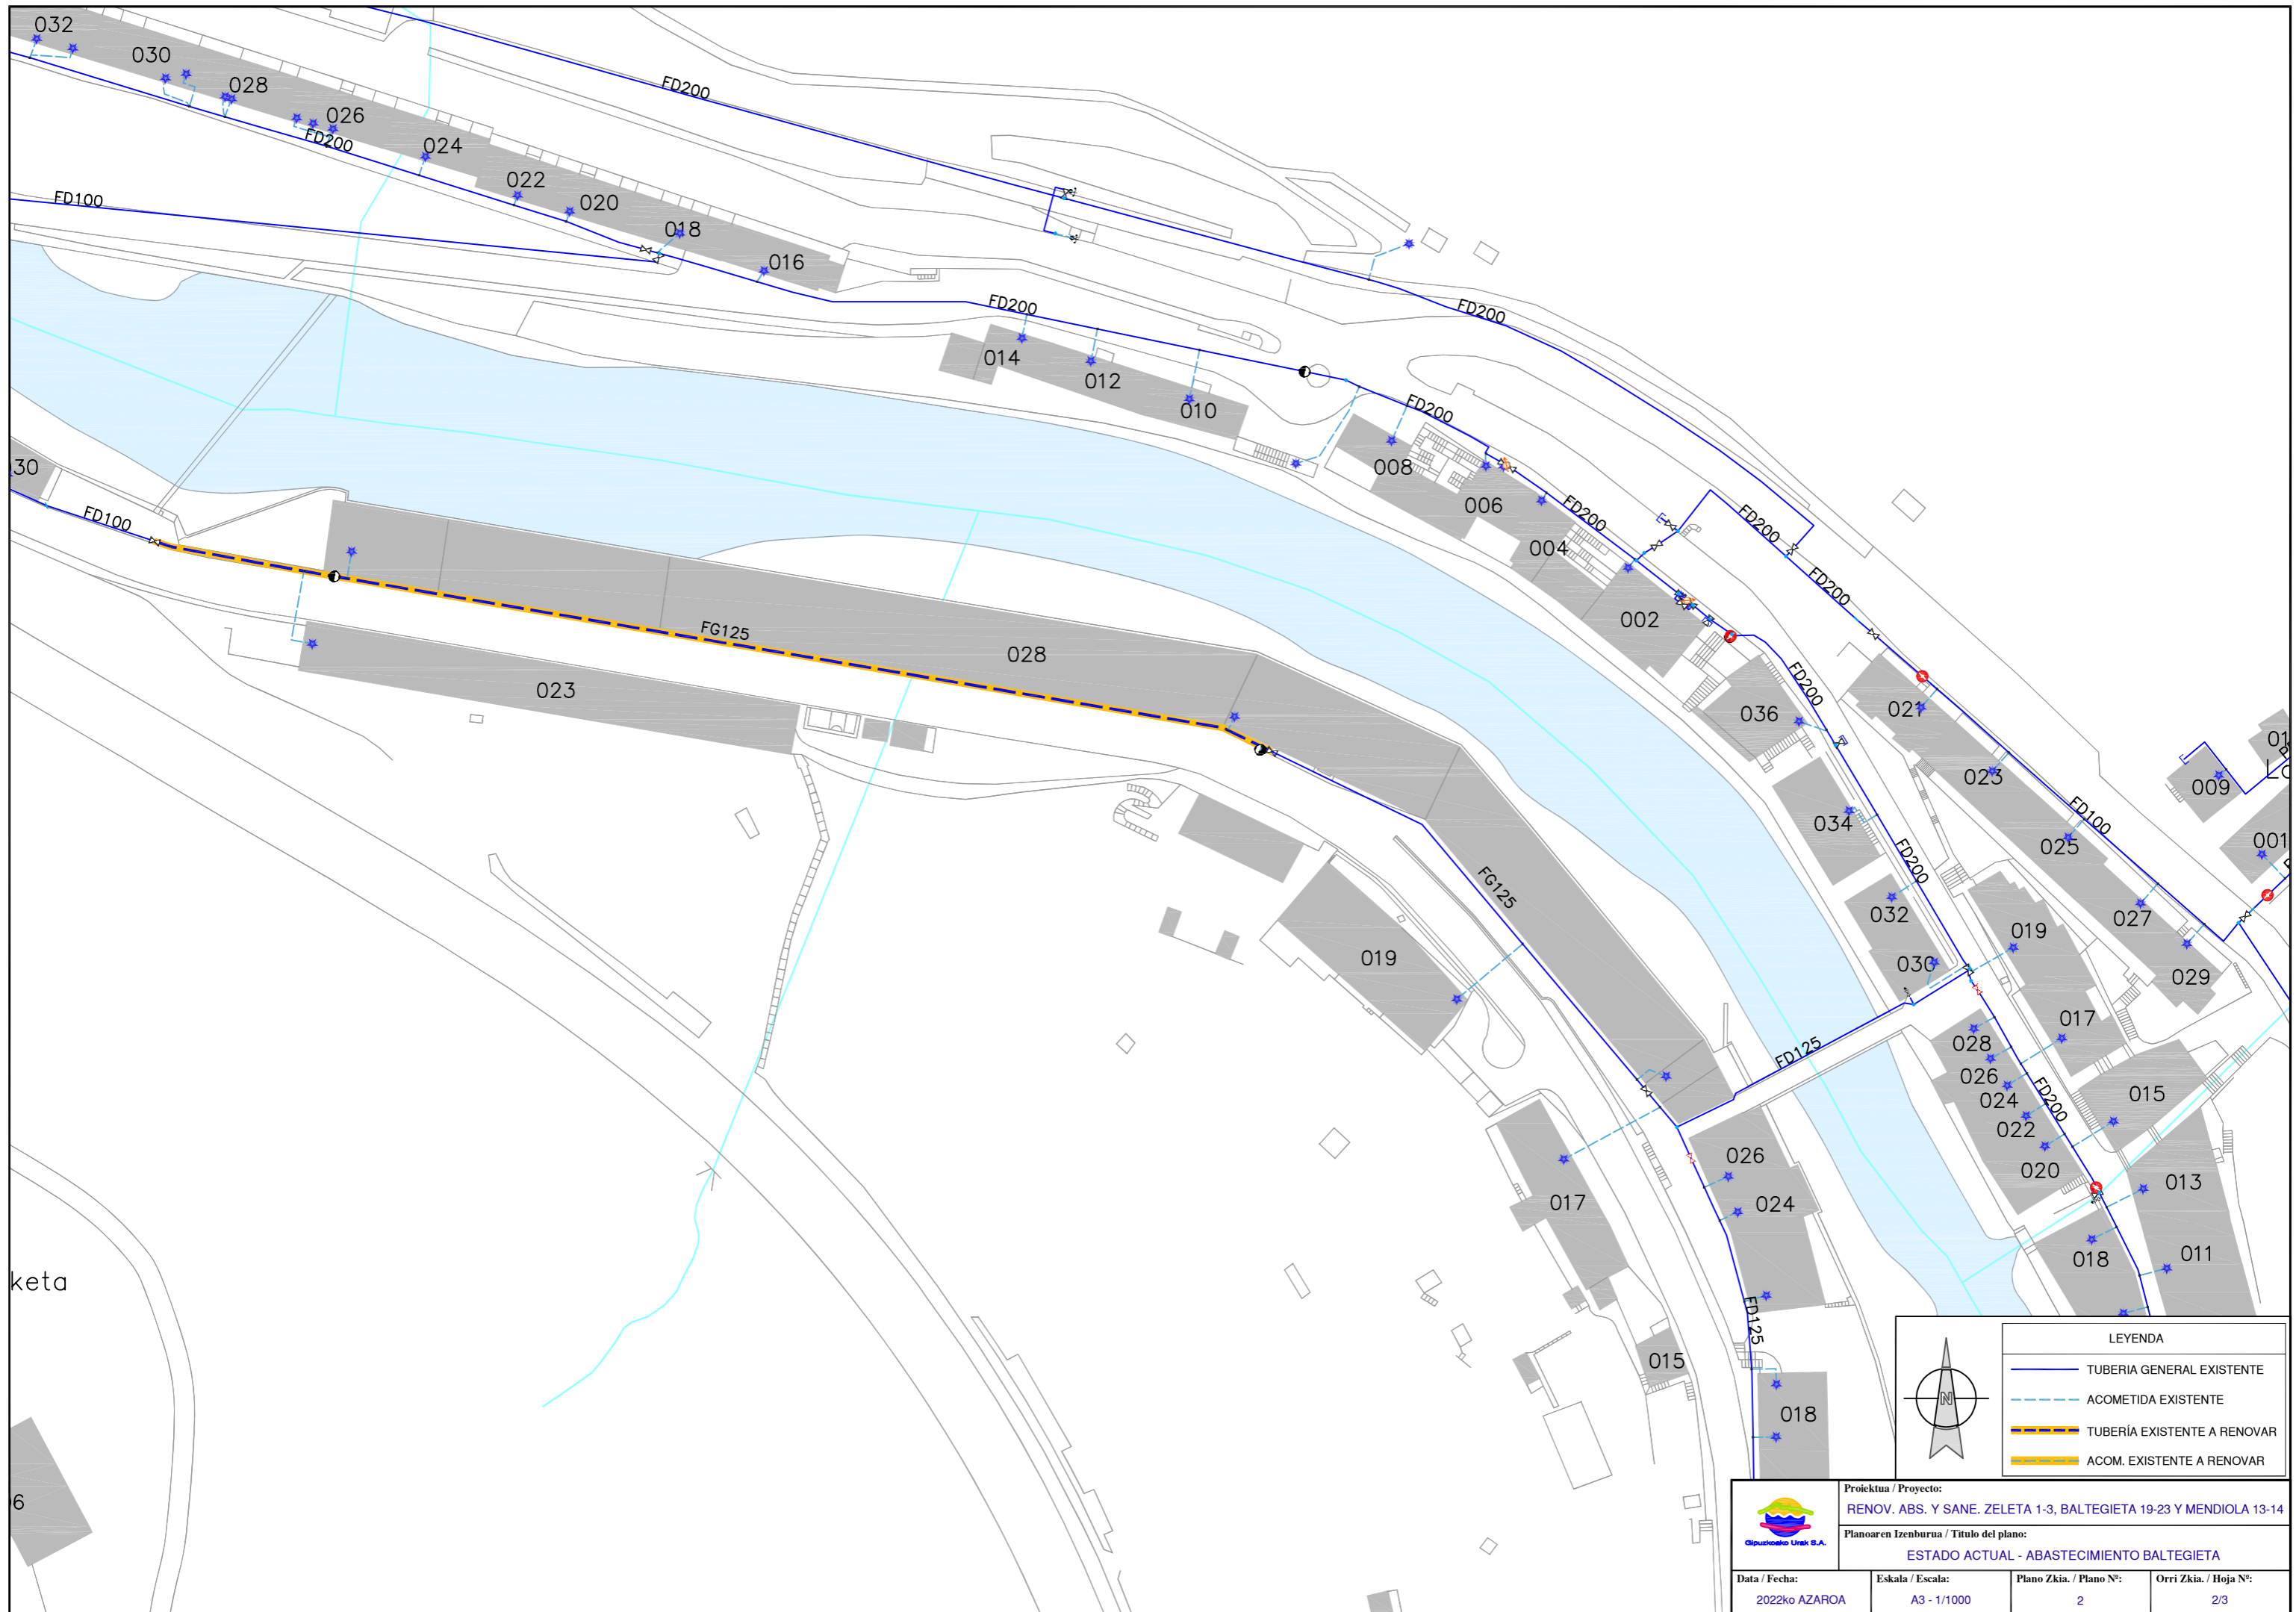 032
030
028
026
FD200
024
022
020
018
016
FD100
FD200
FD200
FD200
014
012
010
FD200
008
006
004
002
FD200
FD200
FD200
FD200
036
034
032
030
FD200
021
023
025
027
029
FD100
009
001
019
017
015
013
011
028
026
024
022
020
018
FD200
30
FD100
FG125
028
023
FG125
019
FD125
026
024
017
015
FD125
018
keta
LEYENDA
TUBERIA GENERAL EXISTENTE
ACOMETIDA EXISTENTE
TUBERÍA EXISTENTE A RENOVAR
ACOM. EXISTENTE A RENOVAR
N
Gipuzkoako Urak S.A.
Proiektua / Proyecto:
RENOV. ABS. Y SANE. ZELETA 1-3, BALTEGIETA 19-23 Y MENDIOLA 13-14
Planoaren Izenburua / Titulo del plano:
ESTADO ACTUAL - ABASTECIMIENTO BALTEGIETA
Data / Fecha:
2022ko AZAROA
Eskala / Escala:
A3 - 1/1000
Plano Zkia. / Plano Nº:
2
Orri Zkia. / Hoja Nº:
2/3